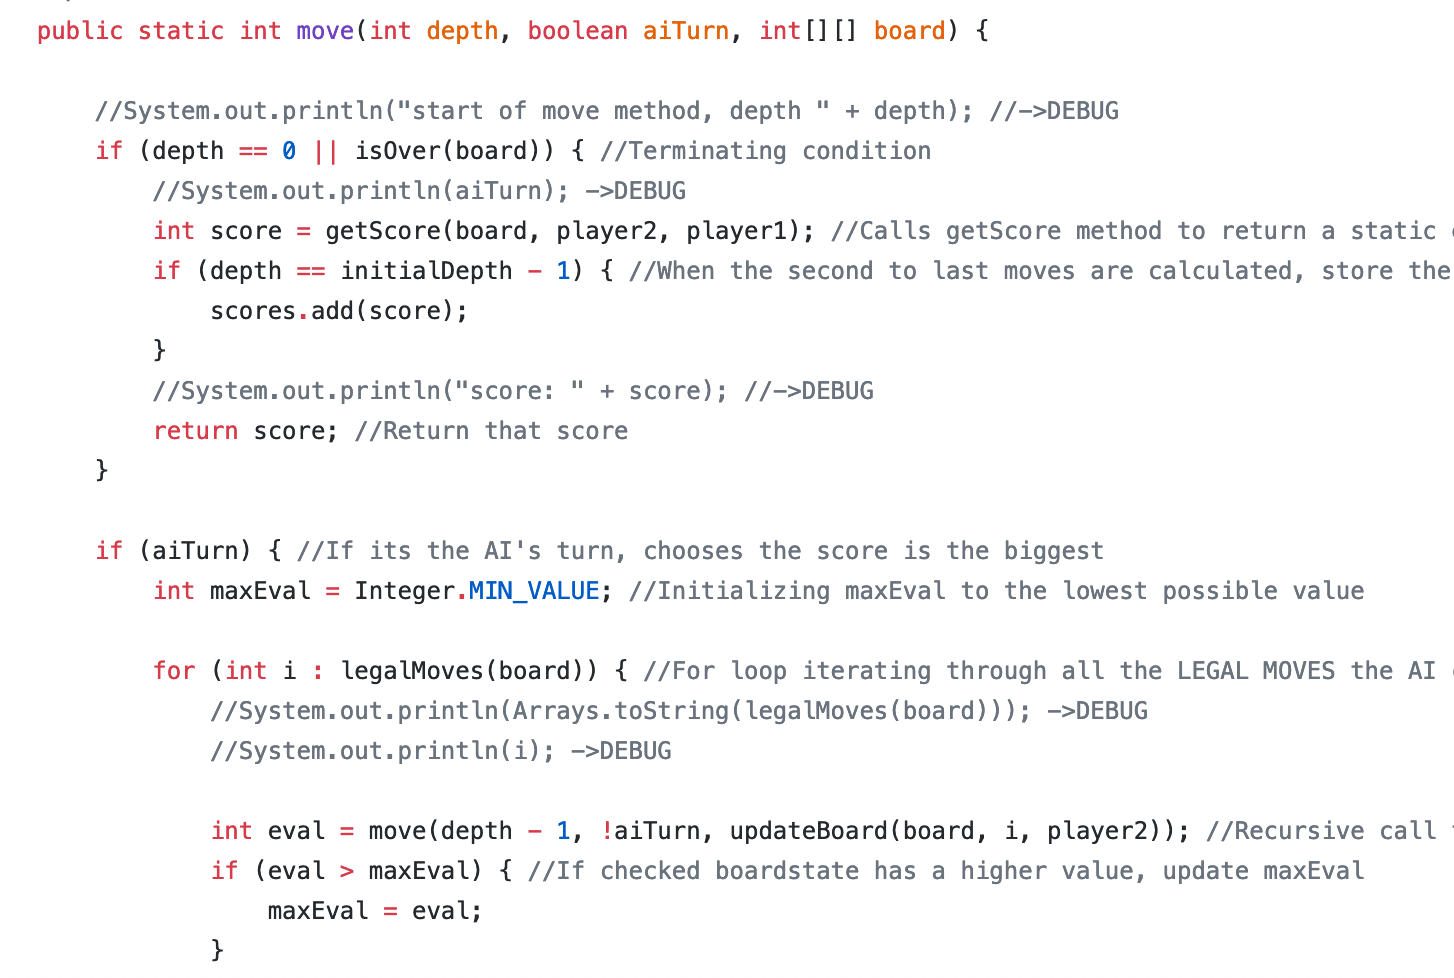 public static int move(int depth, boolean aiTurn, int[][] board) {
//System.out.println("start of move method, depth " + depth); //->DEBUG
if (depth == 0 || isOver(board)) { //Terminating condition
//System.out.println(aiTurn); ->DEBUG
int score = getScore(board, player2, player1); //Calls getScore method to return a static
if (depth == initialDepth - 1) { //When the second to last moves are calculated, store the
scores.add(score);
}
//System.out.println("score: " + score); //->DEBUG
return score; //Return that score
}
if (aiTurn) { //If its the AI's turn, chooses the score is the biggest
int maxEval = Integer.MIN_VALUE; //Initializing maxEval to the lowest possible value
for (int i : legalMoves(board)) { //For loop iterating through all the LEGAL MOVES the AI
//System.out.println(Arrays.toString(legalMoves(board))); ->DEBUG
//System.out.println(i); ->DEBUG
int eval = move(depth - 1, !aiTurn, updateBoard(board, i, player2)); //Recursive call
if (eval > maxEval) { //If checked boardstate has a higher value, update maxEval
maxEval = eval;
}